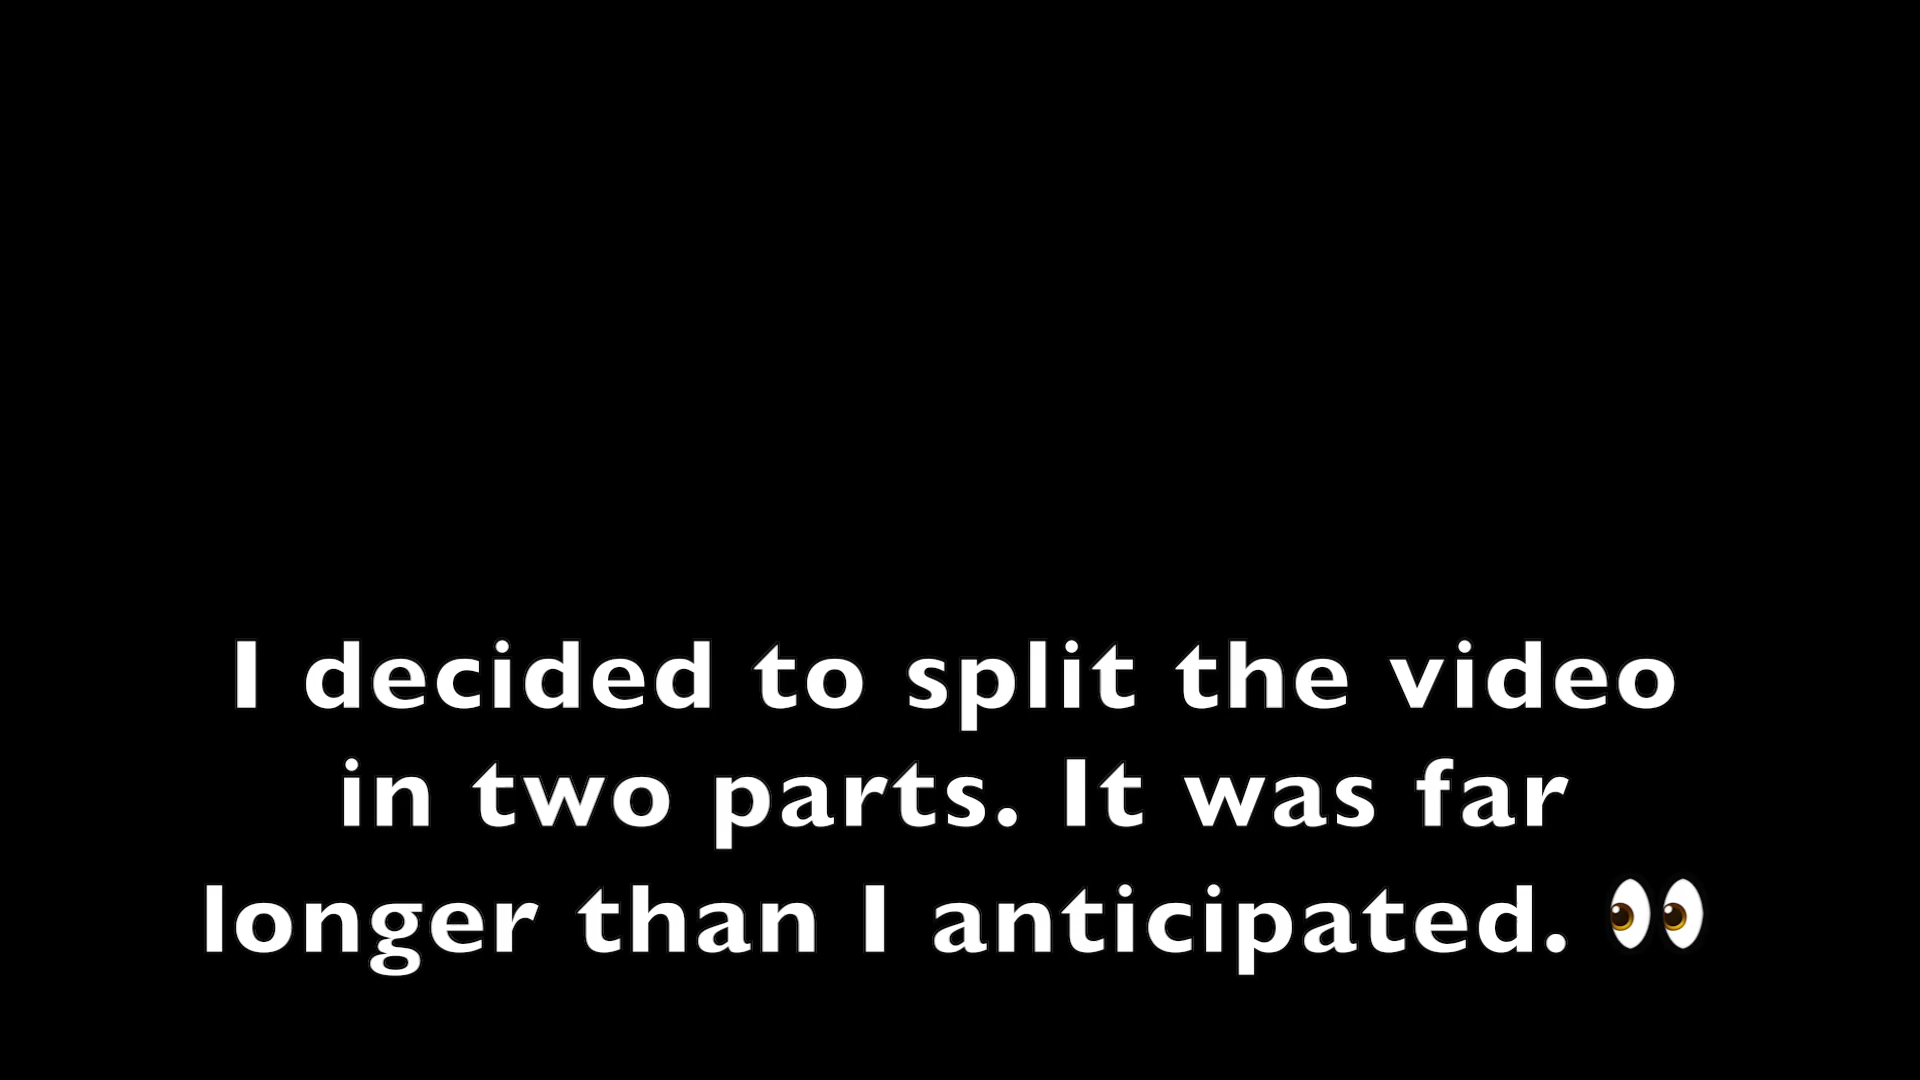 I decided to split the video
in two parts. It was far
longer than I anticipated. 👀